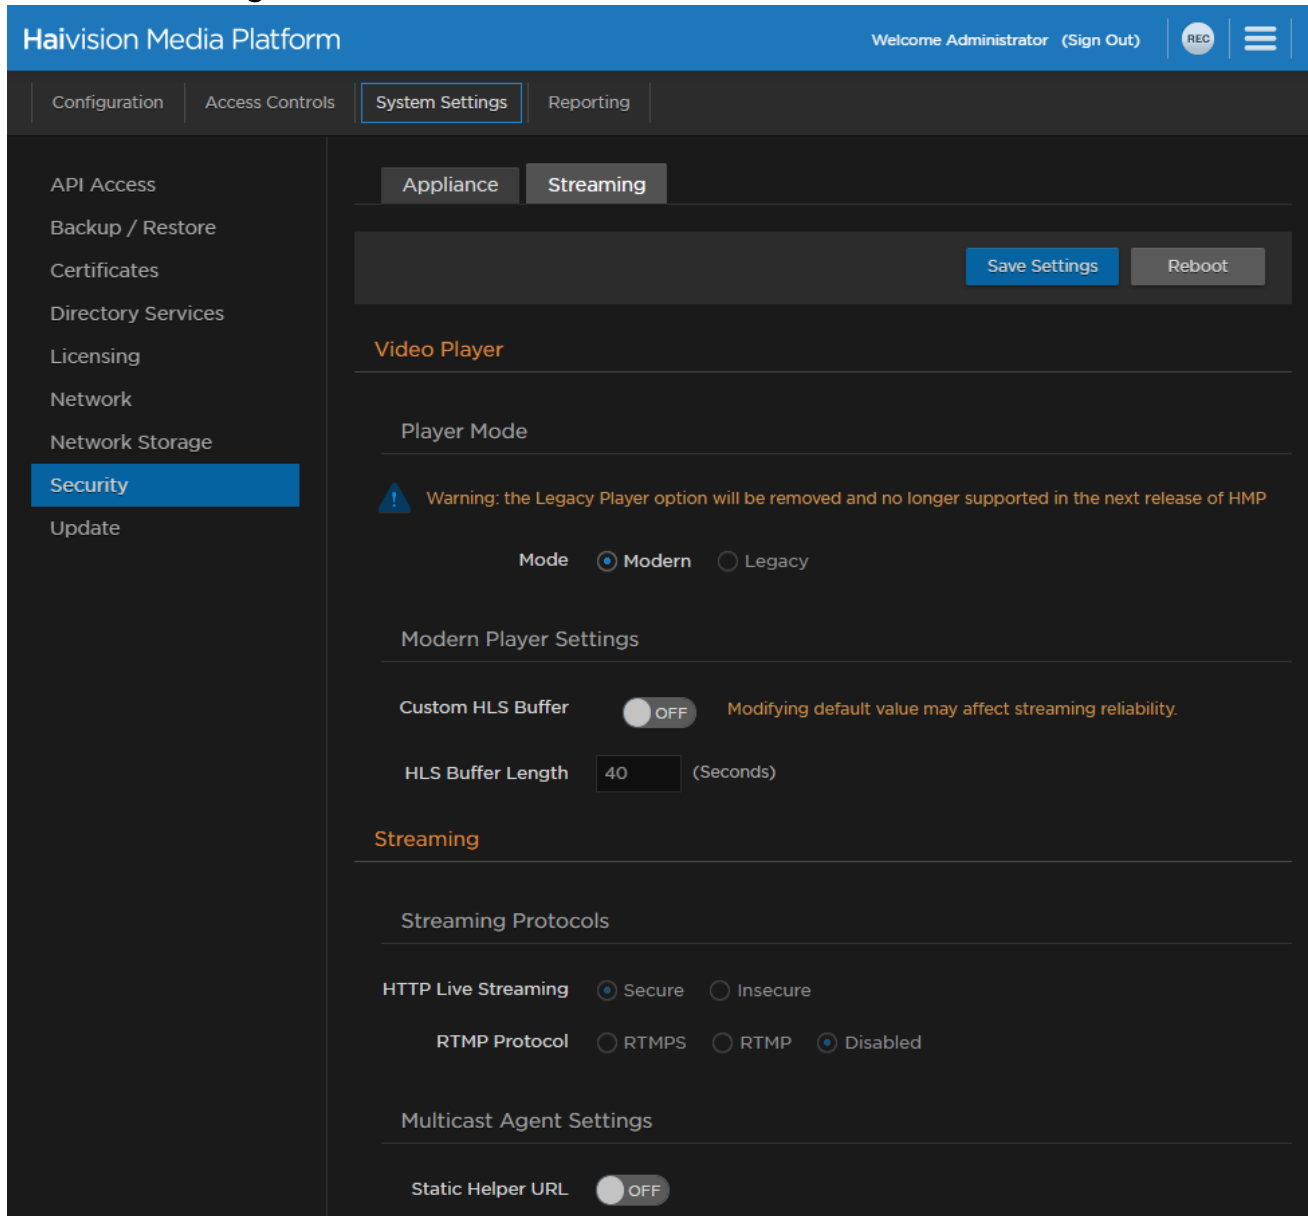 Haivision Media Platform
Welcome Administrator (Sign Out) REC
Configuration Access Controls System Settings Reporting
API Access
Backup / Restore
Certificates
Directory Services
Licensing
Network
Network Storage
Security
Update
Appliance Streaming
Save Settings Reboot
Video Player
Player Mode
! Warning: the Legacy Player option will be removed and no longer supported in the next release of HMP
Mode Modern Legacy
Modern Player Settings
Custom HLS Buffer OFF Modifying default value may affect streaming reliability.
HLS Buffer Length 40 (Seconds)
Streaming
Streaming Protocols
HTTP Live Streaming Secure Insecure
RTMP Protocol RTMPS RTMP Disabled
Multicast Agent Settings
Static Helper URL OFF